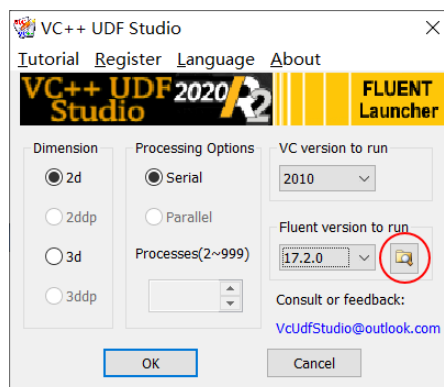 VC++ UDF Studio
Tutorial Register Language About
VC++ UDF 2020R2
Studio
FLUENT
Launcher
Dimension
2d
2ddp
3d
3ddp
Processing Options
Serial
Parallel
Processes(2~999)
VC version to run
2010
Fluent version to run
17.2.0
Consult or feedback:
VcUdfStudio@outlook.com
OK
Cancel